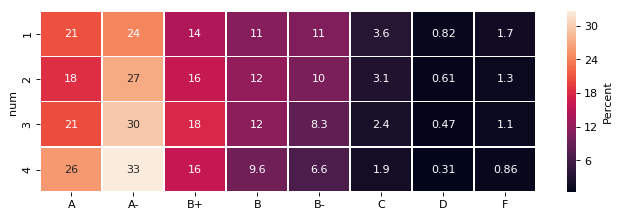 1 21 24 14 11 11 3.6 0.82 1.7
2 18 27 16 12 10 3.1 0.61 1.3
3 21 30 18 12 8.3 2.4 0.47 1.1
4 26 33 16 9.6 6.6 1.9 0.31 0.86
A A- B+ B B- C D F
num
30
24
18
12
6
Percent